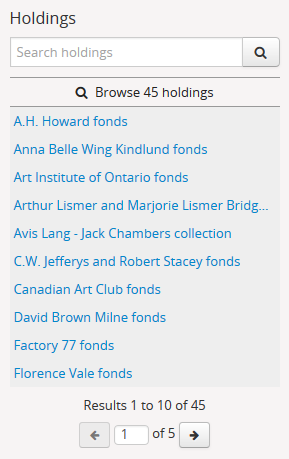 Holdings
Search holdings
Browse 45 holdings
A.H. Howard fonds
Anna Belle Wing Kindlund fonds
Art Institute of Ontario fonds
Arthur Lismer and Marjorie Lismer Bridg...
Avis Lang - Jack Chambers collection
C.W. Jefferys and Robert Stacey fonds
Canadian Art Club fonds
David Brown Milne fonds
Factory 77 fonds
Florence Vale fonds
Results 1 to 10 of 45
1 of 5